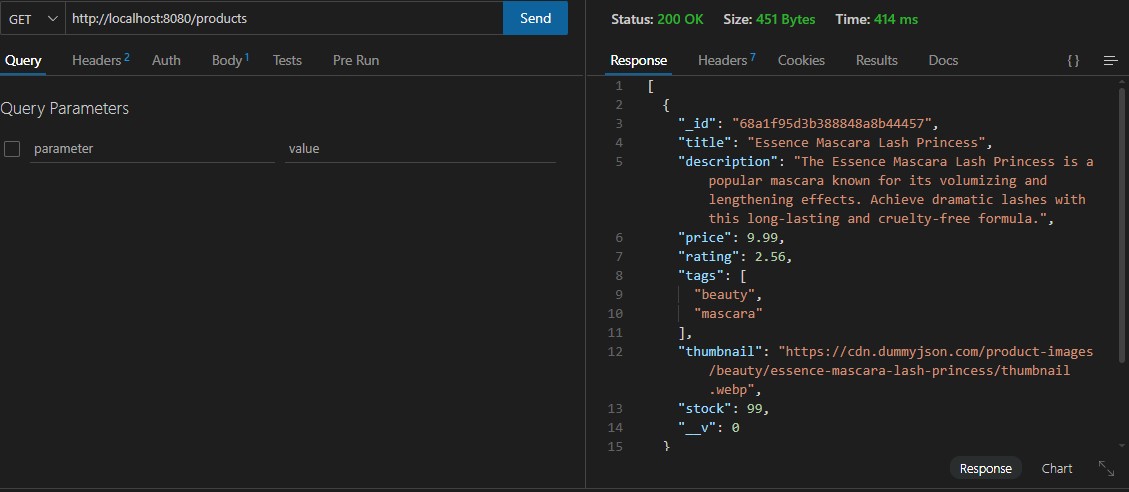 GET http://localhost:8080/products Send
Query Headers 2 Auth Body 1 Tests Pre Run
Query Parameters
parameter value
Status: 200 OK Size: 451 Bytes Time: 414 ms
Response Headers 7 Cookies Results Docs {}
1 [
2 {
3 "_id": "68a1f95d3b388848a8b44457",
4 "title": "Essence Mascara Lash Princess",
5 "description": "The Essence Mascara Lash Princess is a
popular mascara known for its volumizing and
lengthening effects. Achieve dramatic lashes with
this long-lasting and cruelty-free formula.",
6 "price": 9.99,
7 "rating": 2.56,
8 "tags": [
9 "beauty",
10 "mascara"
11 ],
12 "thumbnail": "https://cdn.dummyjson.com/product-images
/beauty/essence-mascara-lash-princess/thumbnail
.webp",
13 "stock": 99,
14 "__v": 0
15 }
Response Chart